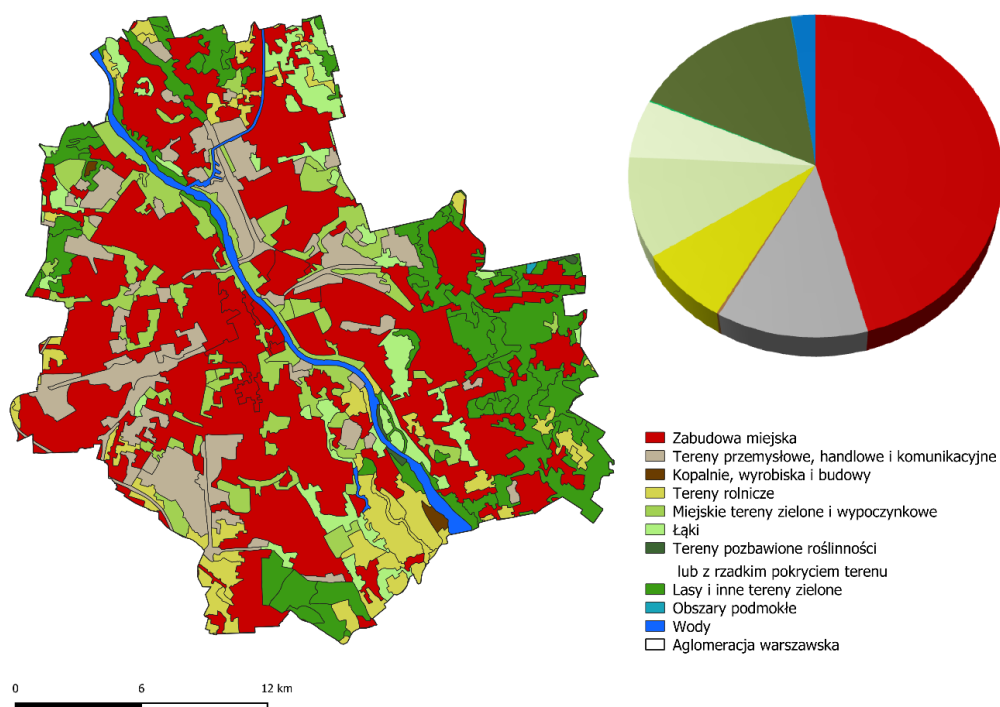 Zabudowa miejska
Tereny przemysłowe, handlowe i komunikacyjne
Kopalnie, wyrobiska i budowy
Tereny rolnicze
Miejskie tereny zielone i wypoczynkowe
Łąki
Tereny pozbawione roślinności
lub z rzadkim pokryciem terenu
Lasy i inne tereny zielone
Obszary podmokłe
Wody
Aglomeracja warszawska
0 6 12 km